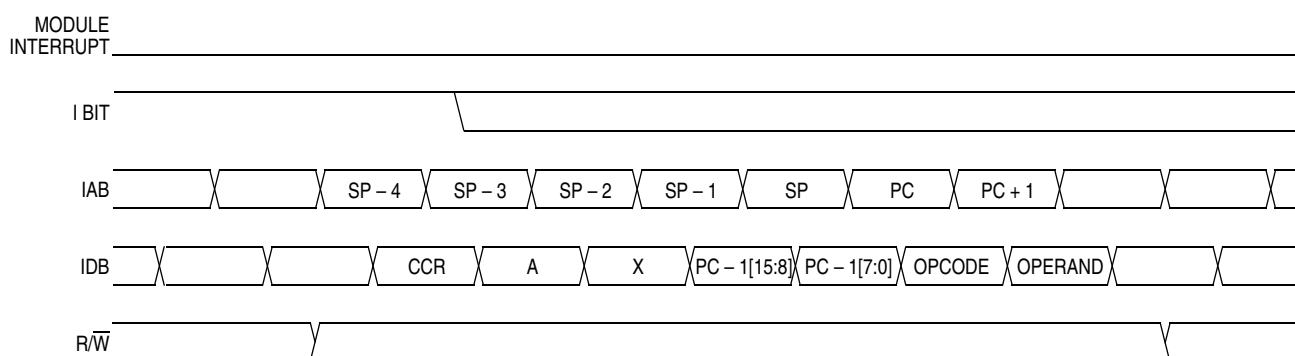 MODULE
INTERRUPT
I BIT
IAB SP – 4 SP – 3 SP – 2 SP – 1 SP PC PC + 1
IDB CCR A X PC – 1[15:8] PC – 1[7:0] OPCODE OPERAND
R/W̅